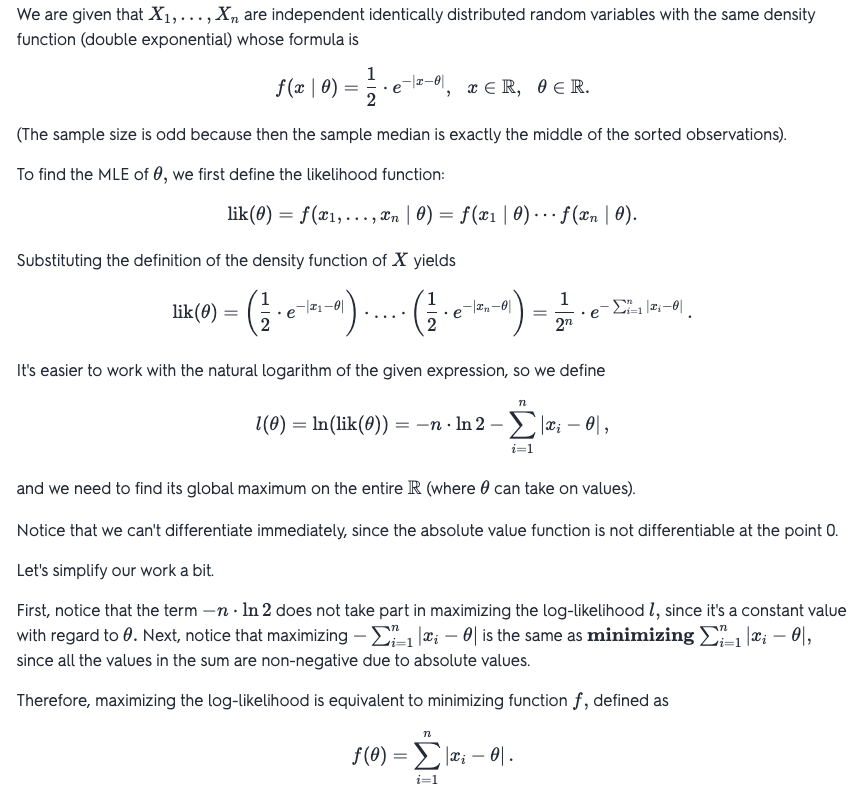 We are given that X₁, . . . , Xₙ are independent identically distributed random variables with the same density
function (double exponential) whose formula is
f(x | θ) = 1/2 · e^{−|x−θ|}, x ∈ ℝ, θ ∈ ℝ.
(The sample size is odd because then the sample median is exactly the middle of the sorted observations).
To find the MLE of θ, we first define the likelihood function:
lik(θ) = f(x₁, . . . , xₙ | θ) = f(x₁ | θ) · · · f(xₙ | θ).
Substituting the definition of the density function of X yields
lik(θ) = (1/2 · e^{−|x₁−θ|}) · . . . · (1/2 · e^{−|xₙ−θ|}) = 1/2ⁿ · e^{−∑_{i=1}^{n} |x_i−θ|} .
It's easier to work with the natural logarithm of the given expression, so we define
l(θ) = ln(lik(θ)) = −n · ln 2 − ∑_{i=1}^{n} |x_i − θ| ,
and we need to find its global maximum on the entire ℝ (where θ can take on values).
Notice that we can't differentiate immediately, since the absolute value function is not differentiable at the point 0.
Let's simplify our work a bit.
First, notice that the term −n · ln 2 does not take part in maximizing the log-likelihood l, since it's a constant value
with regard to θ. Next, notice that maximizing − ∑_{i=1}^{n} |x_i − θ| is the same as minimizing ∑_{i=1}^{n} |x_i − θ|,
since all the values in the sum are non-negative due to absolute values.
Therefore, maximizing the log-likelihood is equivalent to minimizing function f, defined as
f(θ) = ∑_{i=1}^{n} |x_i − θ| .